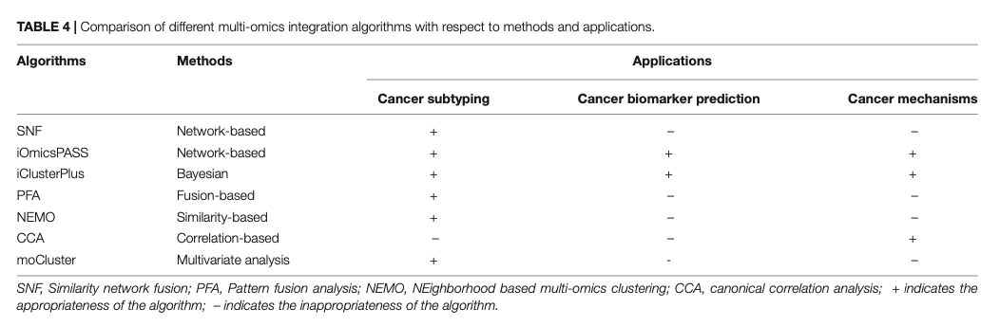 TABLE 4 | Comparison of different multi-omics integration algorithms with respect to methods and applications.
Algorithms Methods Applications
Cancer subtyping Cancer biomarker prediction Cancer mechanisms
SNF Network-based + – –
iOmicsPASS Network-based + + +
iClusterPlus Bayesian + + +
PFA Fusion-based + – –
NEMO Similarity-based + – –
CCA Correlation-based – – +
moCluster Multivariate analysis + - –
SNF, Similarity network fusion; PFA, Pattern fusion analysis; NEMO, NEighborhood based multi-omics clustering; CCA, canonical correlation analysis; + indicates the
appropriateness of the algorithm; – indicates the inappropriateness of the algorithm.